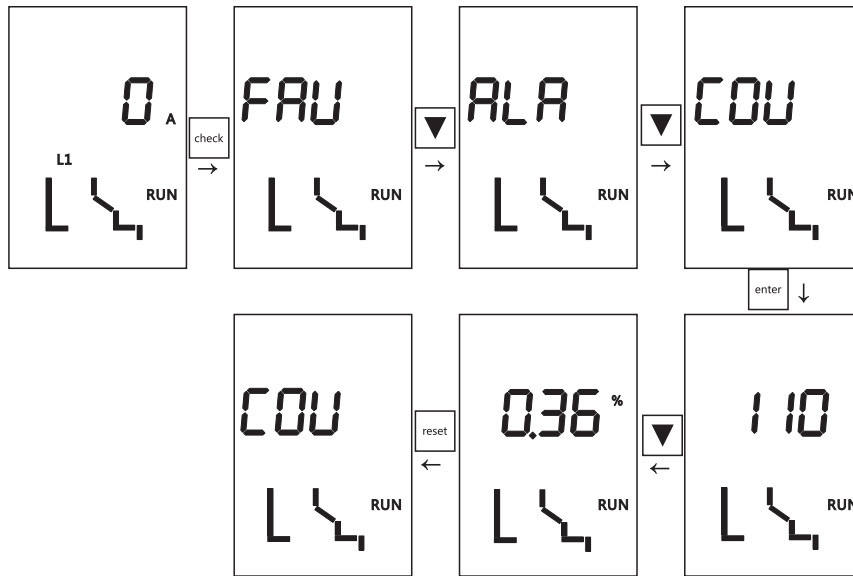 0 A
L1
RUN
check
→
FAU
RUN
▼
→
ALA
RUN
▼
→
COU
RUN
enter ↓
110
RUN
▼
←
0.36 %
RUN
reset
←
COU
RUN